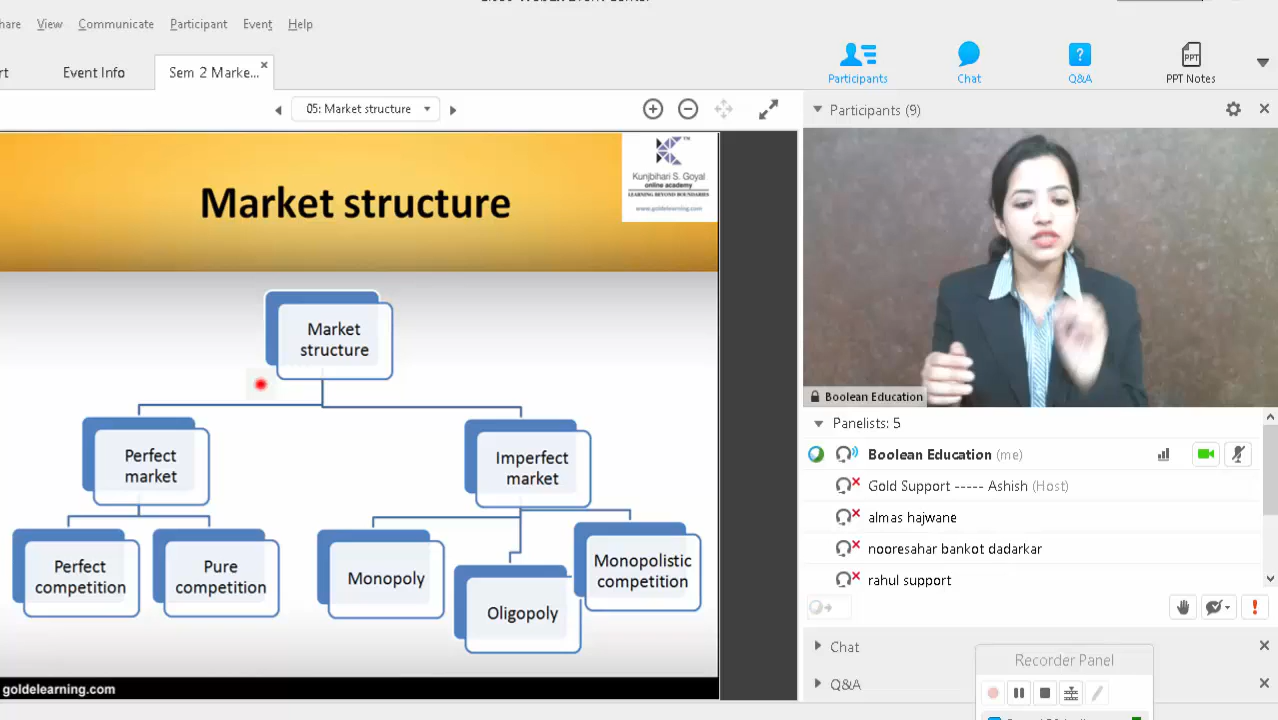 hare View Communicate Participant Event Help
rt Event Info Sem 2 Marke... ×
Participants Chat Q&A PPT Notes
05: Market structure
Participants (9)
Market structure
Kunjbihari S. Goyal
online academy
LEARNING BEYOND BOUNDARIES
www.goldelearning.com
Market
structure
Perfect
market
Imperfect
market
Perfect
competition
Pure
competition
Monopoly
Oligopoly
Monopolistic
competition
goldelearning.com
Boolean Education
Panelists: 5
Boolean Education (me)
Gold Support ----- Ashish (Host)
almas hajwane
nooresahar bankot dadarkar
rahul support
Chat
Q&A
Recorder Panel